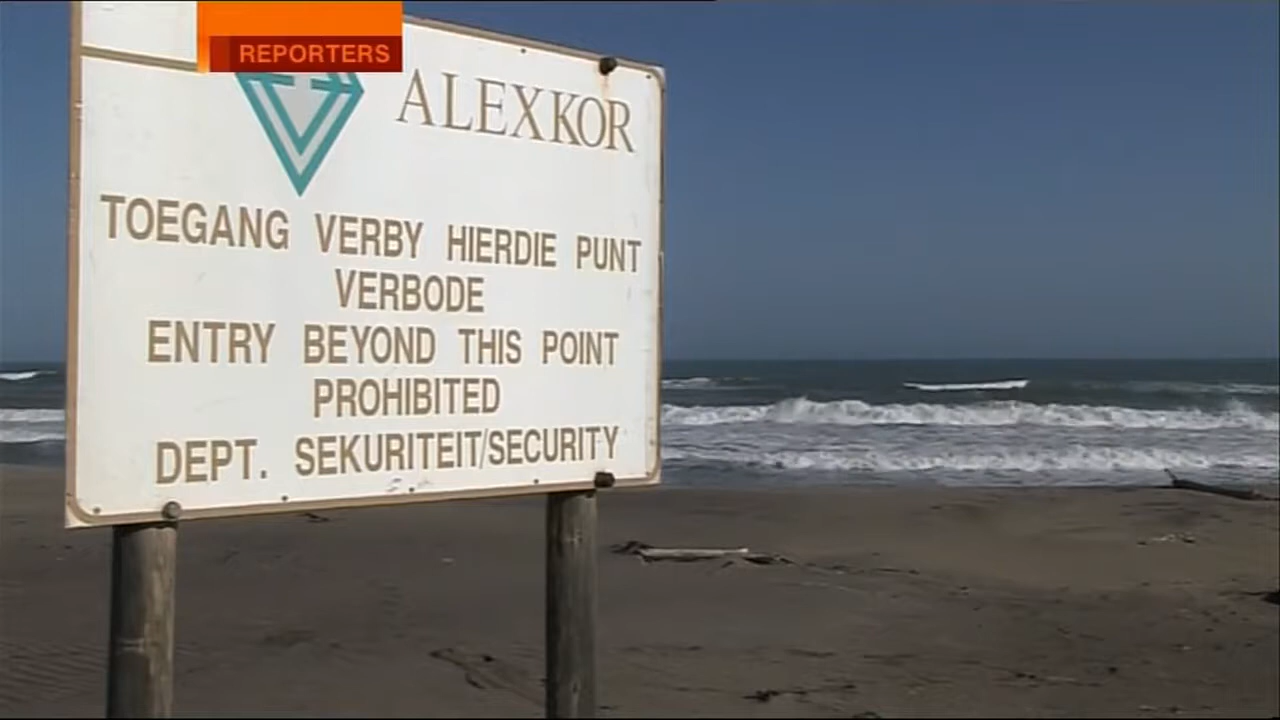 REPORTERS
ALEXKOR
TOEGANG VERBY HIERDIE PUNT
VERBODE
ENTRY BEYOND THIS POINT
PROHIBITED
DEPT. SEKURITEIT/SECURITY